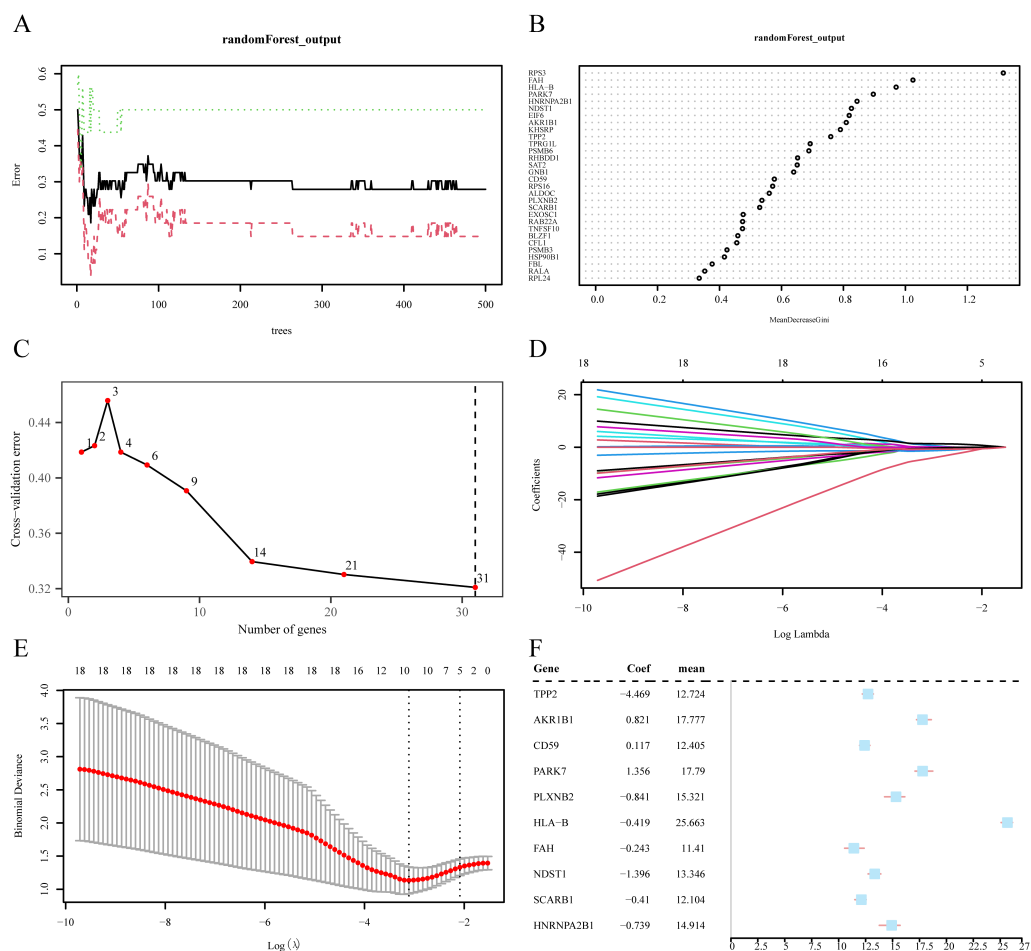 A
randomForest_output
Error
0.6
0.5
0.4
0.3
0.2
0.1
0 100 200 300 400 500
trees
B
randomForest_output
RPS3
FAH
HLA-B
PARK7
HNRNPA2B1
NDST1
EIF6
AKR1B1
KHSRP
TPP2
TPRG1L
PSMB6
RHBDD1
SAT2
GNB1
CD59
RPS16
ALDOC
PLXNB2
SCARB1
EXOSC1
RAB22A
TNFSF10
BLZF1
CFL1
PSMB3
HSP90B1
FBL
RALA
RPL24
0.0 0.2 0.4 0.6 0.8 1.0 1.2
MeanDecreaseGini
C
Cross−validation error
0.44
0.40
0.36
0.32
1 2 3 4 6 9 14 21 31
0 10 20 30
Number of genes
D
18 18 18 16 5
Coefficients
20
0
−20
−40
−10 −8 −6 −4 −2
Log Lambda
E
18 18 18 18 18 18 18 18 18 18 18 18 16 12 10 10 7 5 2 0
Binomial Deviance
4.0
3.5
3.0
2.5
2.0
1.5
1.0
−10 −8 −6 −4 −2
Log (λ)
F
Gene Coef mean
TPP2 −4.469 12.724
AKR1B1 0.821 17.777
CD59 0.117 12.405
PARK7 1.356 17.79
PLXNB2 −0.841 15.321
HLA−B −0.419 25.663
FAH −0.243 11.41
NDST1 −1.396 13.346
SCARB1 −0.41 12.104
HNRNPA2B1 −0.739 14.914
0 2.5 5 7.5 10 12.5 15 17.5 20 22.5 25 27